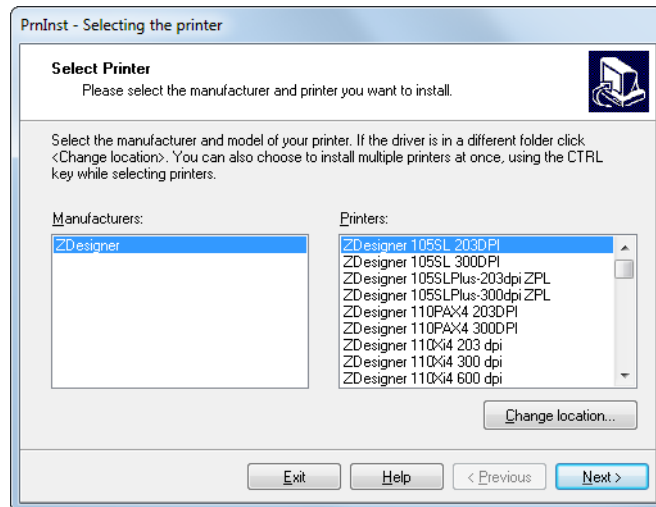 PrnInst - Selecting the printer
Select Printer
Please select the manufacturer and printer you want to install.
Select the manufacturer and model of your printer. If the driver is in a different folder click
<Change location>. You can also choose to install multiple printers at once, using the CTRL
key while selecting printers.
Manufacturers:
ZDesigner
Printers:
ZDesigner 105SL 203DPI
ZDesigner 105SL 300DPI
ZDesigner 105SLPlus-203dpi ZPL
ZDesigner 105SLPlus-300dpi ZPL
ZDesigner 110PAX4 203DPI
ZDesigner 110PAX4 300DPI
ZDesigner 110Xi4 203 dpi
ZDesigner 110Xi4 300 dpi
ZDesigner 110Xi4 600 dpi
Change location...
Exit
Help
< Previous
Next >